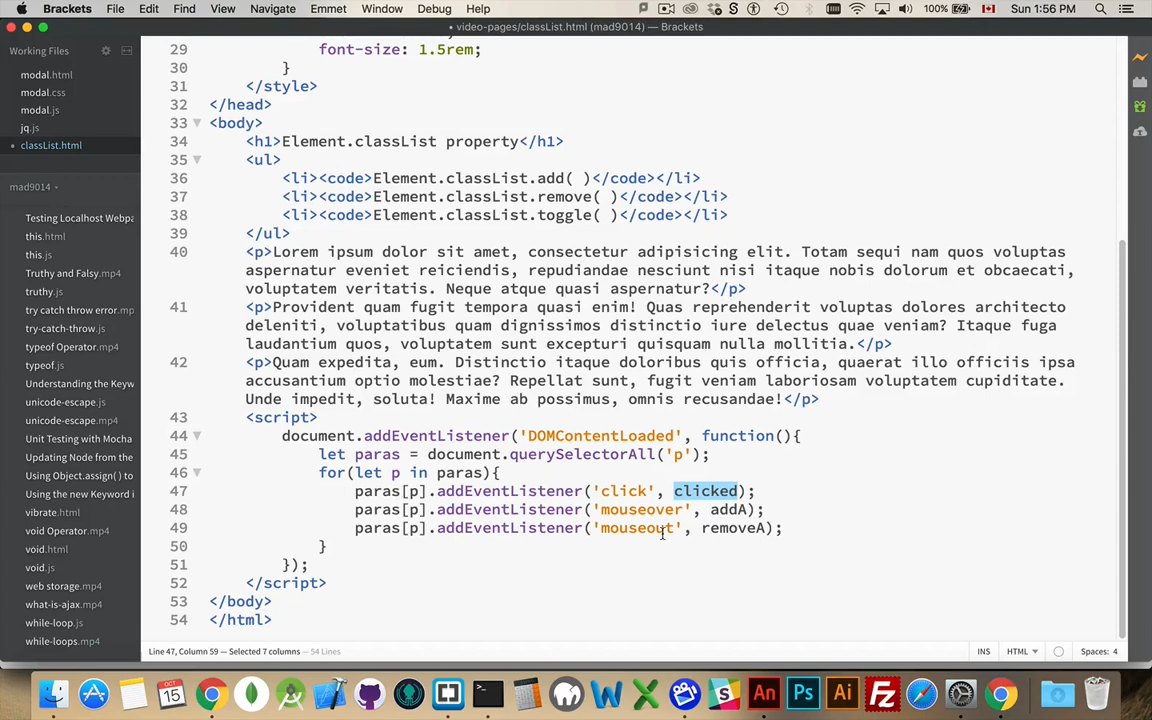 Brackets File Edit Find View Navigate Emmet Window Debug Help 100% Sun 1:56 PM
• video-pages/classList.html (mad9014) — Brackets
Working Files
modal.html
modal.css
modal.js
jq.js
• classList.html
mad9014
Testing Localhost Webpa
this.html
this.js
Truthy and Falsy.mp4
truthy.js
try catch throw error.mp
try-catch-throw.js
typeof Operator.mp4
typeof.js
Understanding the Keyw
unicode-escape.js
unicode-escape.mp4
Unit Testing with Mocha
Updating Node from the
Using Object.assign( ) to
Using the new Keyword i
vibrate.html
void Operator.mp4
void.html
void.js
web storage.mp4
what-is-ajax.mp4
while-loop.js
while-loops.mp4
29 font-size: 1.5rem;
30 }
31 </style>
32 </head>
33 <body>
34 <h1>Element.classList property</h1>
35 <ul>
36 <li><code>Element.classList.add( )</code></li>
37 <li><code>Element.classList.remove( )</code></li>
38 <li><code>Element.classList.toggle( )</code></li>
39 </ul>
40 <p>Lorem ipsum dolor sit amet, consectetur adipisicing elit. Totam sequi nam quos voluptas
aspernatur eveniet reiciendis, repudiandae nesciunt nisi itaque nobis dolorum et obcaecati,
voluptatem veritatis. Neque atque quasi aspernatur?</p>
41 <p>Provident quam fugit tempora quasi enim! Quas reprehenderit voluptas dolores architecto
deleniti, voluptatibus quam dignissimos distinctio iure delectus quae veniam? Itaque fuga
laudantium quos, voluptatem sunt excepturi quisquam nulla mollitia.</p>
42 <p>Quam expedita, eum. Distinctio itaque doloribus quis officia, quaerat illo officiis ipsa
accusantium optio molestiae? Repellat sunt, fugit veniam laboriosam voluptatem cupiditate.
Unde impedit, soluta! Maxime ab possimus, omnis recusandae!</p>
43 <script>
44 document.addEventListener('DOMContentLoaded', function(){
45 let paras = document.querySelectorAll('p');
46 for(let p in paras){
47 paras[p].addEventListener('click', clicked);
48 paras[p].addEventListener('mouseover', addA);
49 paras[p].addEventListener('mouseout', removeA);
50 }
51 });
52 </script>
53 </body>
54 </html>
Line 47, Column 59 — Selected 7 columns — 54 Lines INS HTML Spaces: 4
OCT
15
An Ps Ai Fz